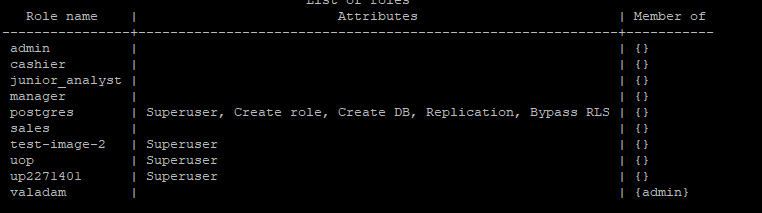 List of roles
Role name | Attributes | Member of
----------------+------------------------------------------------------------+-----------
admin | | {}
cashier | | {}
junior_analyst | | {}
manager | | {}
postgres | Superuser, Create role, Create DB, Replication, Bypass RLS | {}
sales | | {}
test-image-2 | Superuser | {}
uop | Superuser | {}
up2271401 | Superuser | {}
valadam | | {admin}